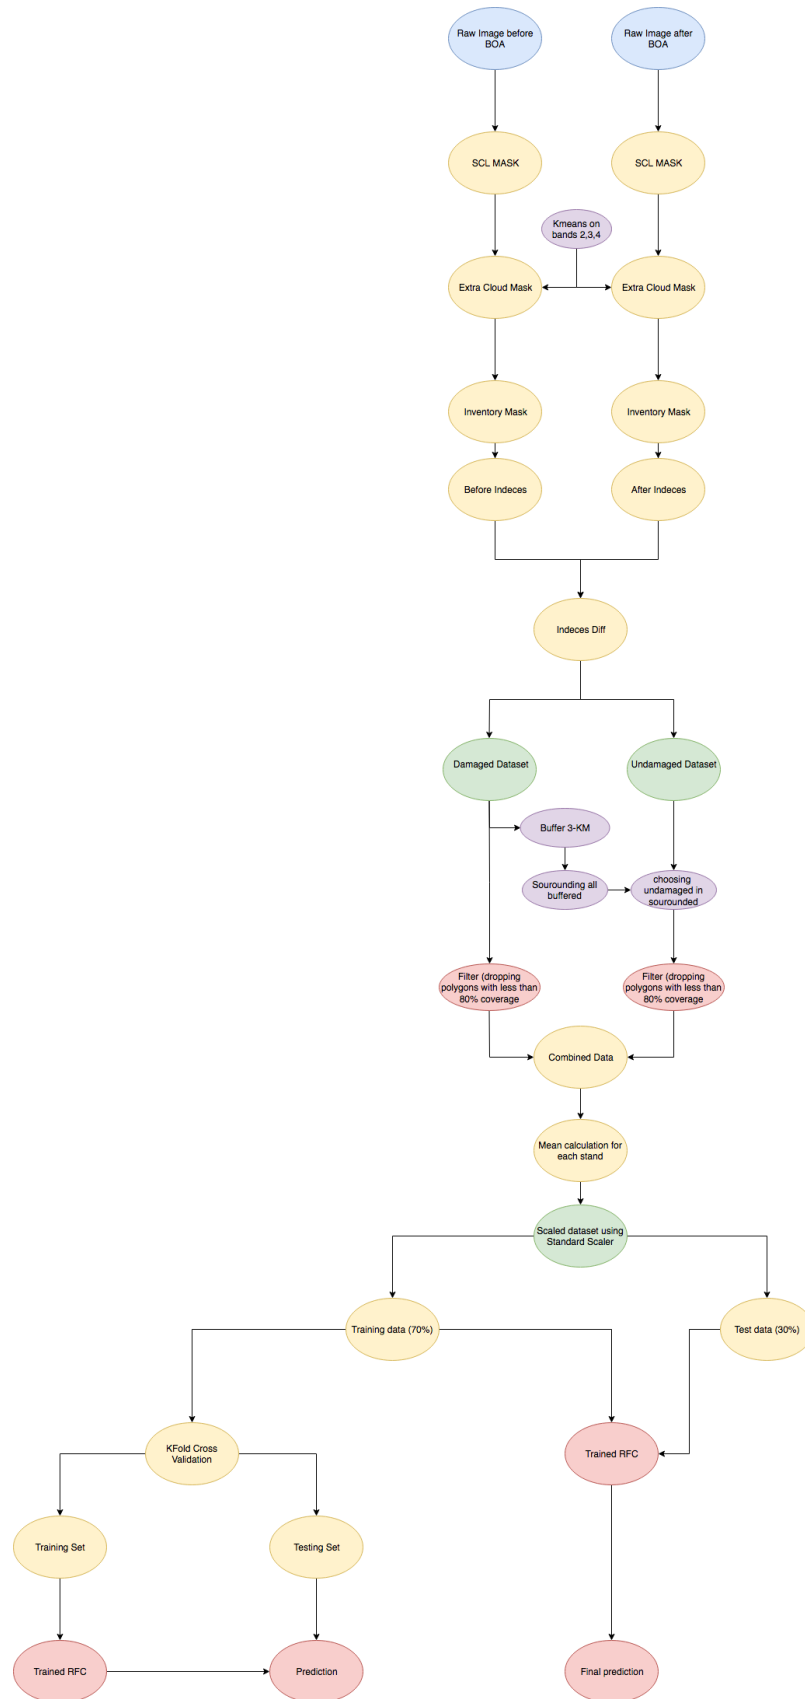 Raw Image before
BOA
Raw Image after
BOA
SCL MASK
SCL MASK
Kmeans on
bands 2,3,4
Extra Cloud Mask
Extra Cloud Mask
Inventory Mask
Inventory Mask
Before Indeces
After Indeces
Indeces Diff
Damaged Dataset
Undamaged Dataset
Buffer 3-KM
Sourounding all
buffered
choosing
undamaged in
sourounded
Filter (dropping
polygons with less than
80% coverage
Filter (dropping
polygons with less than
80% coverage
Combined Data
Mean calculation for
each stand
Scaled dataset using
Standard Scaler
Training data (70%)
Test data (30%)
KFold Cross
Validation
Trained RFC
Training Set
Testing Set
Trained RFC
Prediction
Final prediction